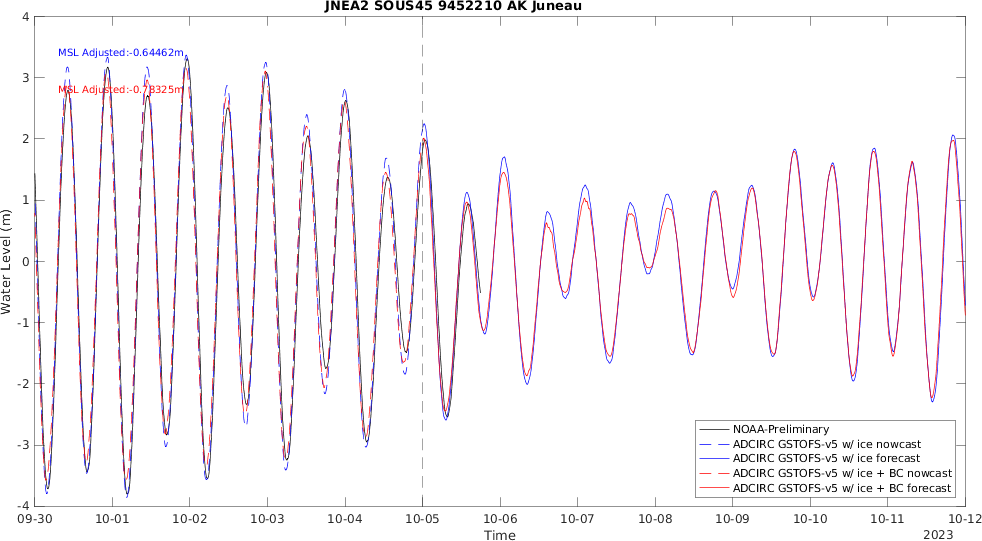 JNEA2 SOUS45 9452210 AK Juneau
4
3
2
1
0
-1
-2
-3
-4
Water Level (m)
MSL Adjusted:-0.64462m
MSL Adjusted:-0.78325m
NOAA-Preliminary
ADCIRC GSTOFS-v5 w/ ice nowcast
ADCIRC GSTOFS-v5 w/ ice forecast
ADCIRC GSTOFS-v5 w/ ice + BC nowcast
ADCIRC GSTOFS-v5 w/ ice + BC forecast
09-30 10-01 10-02 10-03 10-04 10-05 10-06 10-07 10-08 10-09 10-10 10-11 10-12
Time
2023